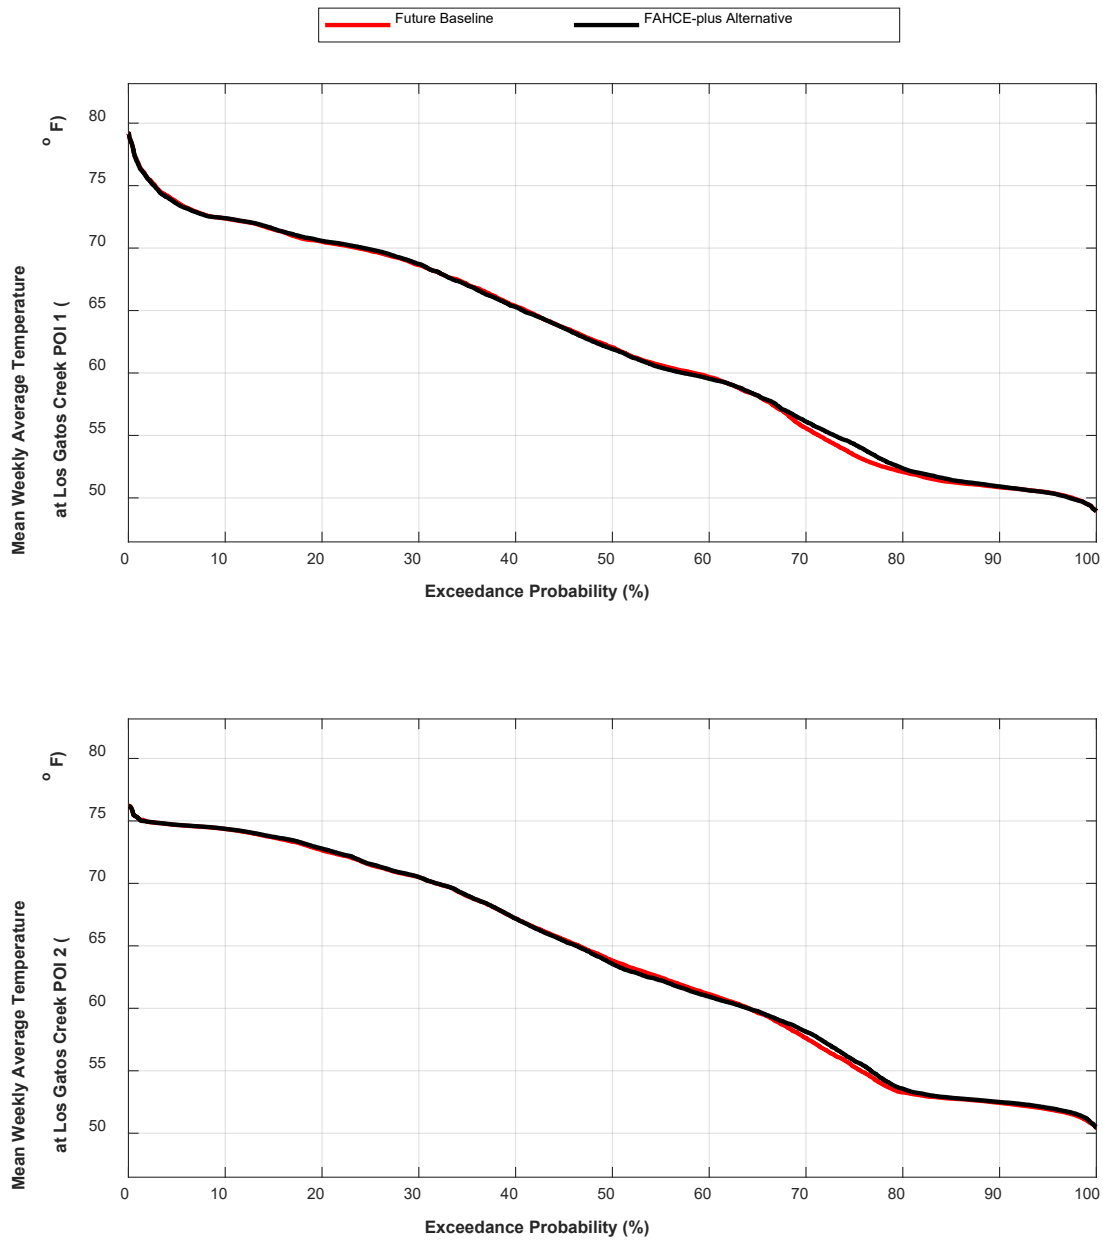 Future Baseline
FAHCE-plus Alternative
Mean Weekly Average Temperature
at Los Gatos Creek POI 1 (
o F)
80
75
70
65
60
55
50
0 10 20 30 40 50 60 70 80 90 100
Exceedance Probability (%)
Mean Weekly Average Temperature
at Los Gatos Creek POI 2 (
o F)
80
75
70
65
60
55
50
0 10 20 30 40 50 60 70 80 90 100
Exceedance Probability (%)